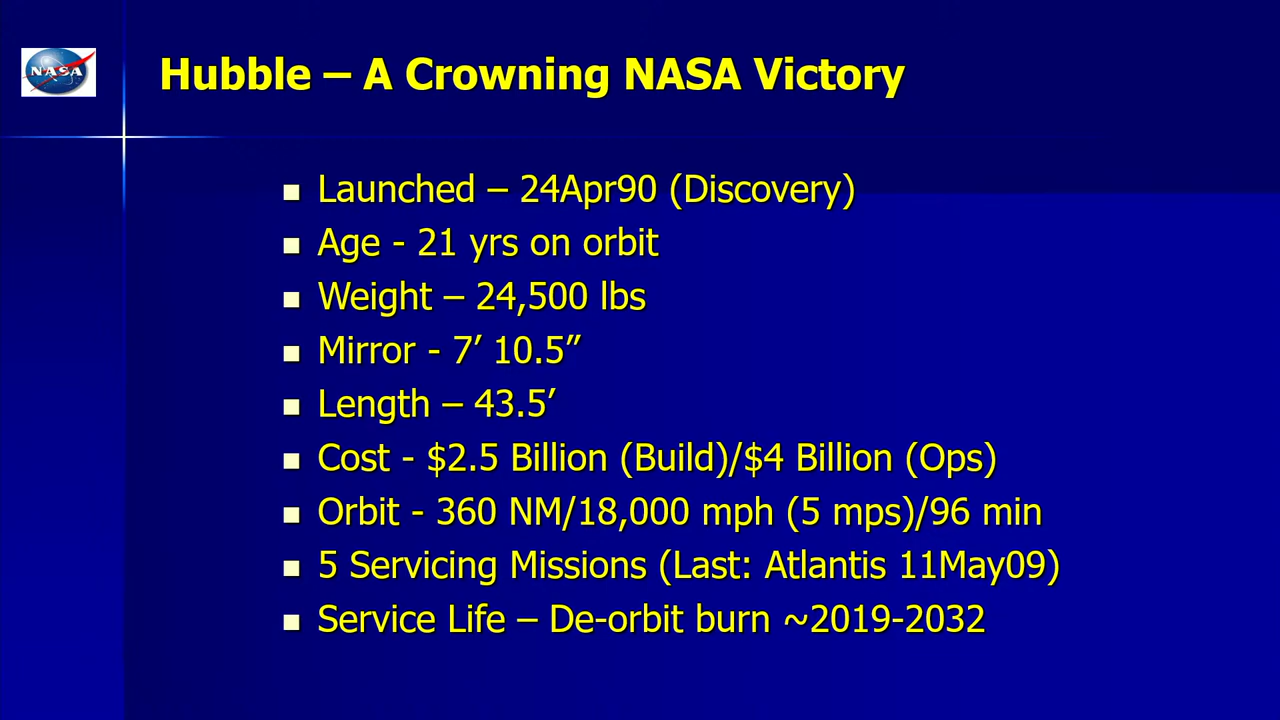 NASA
Hubble – A Crowning NASA Victory
Launched – 24Apr90 (Discovery)
Age - 21 yrs on orbit
Weight – 24,500 lbs
Mirror - 7’ 10.5”
Length – 43.5’
Cost - $2.5 Billion (Build)/$4 Billion (Ops)
Orbit - 360 NM/18,000 mph (5 mps)/96 min
5 Servicing Missions (Last: Atlantis 11May09)
Service Life – De-orbit burn ~2019-2032